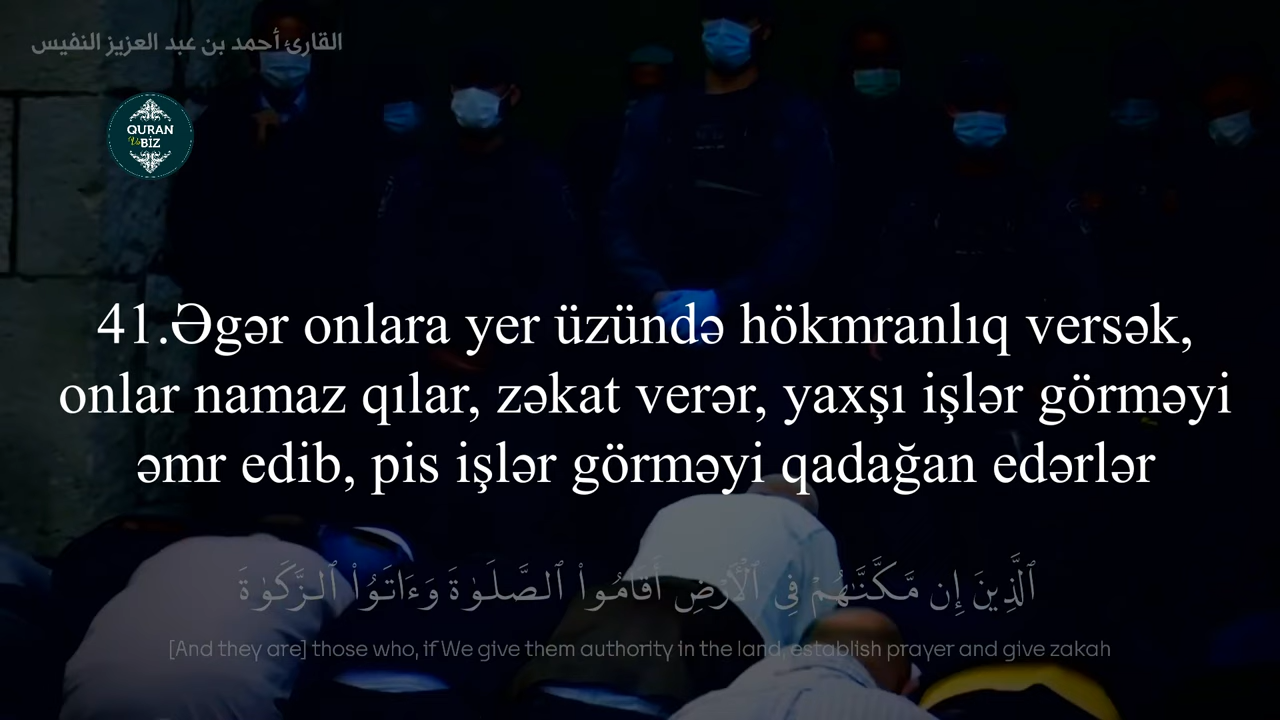 القارئ أحمد بن عبد العزيز النفيس
QURAN
Və
BİZ
41.Əgər onlara yer üzündə hökmranlıq versək,
onlar namaz qılar, zəkat verər, yaxşı işlər görməyi
əmr edib, pis işlər görməyi qadağan edərlər
ٱلَّذِينَ إِن مَّكَّنَّـٰهُمْ فِى ٱلْأَرْضِ أَقَامُوا۟ ٱلصَّلَوٰةَ وَءَاتَوُا۟ ٱلزَّكَوٰةَ
[And they are] those who, if We give them authority in the land, establish prayer and give zakah